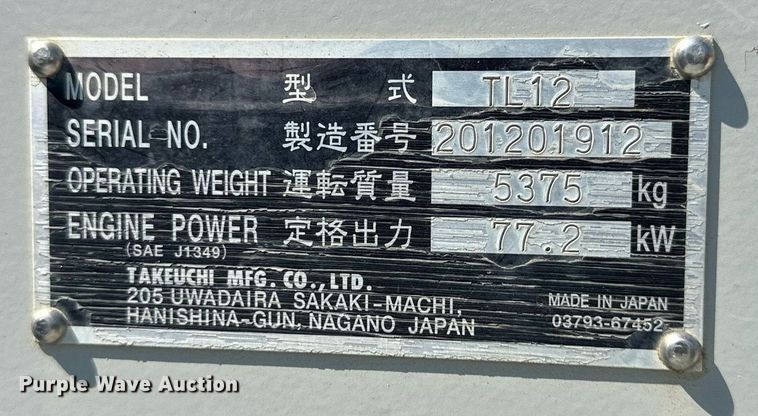 MODEL 型式 TL12
SERIAL NO. 製造番号 201201912
OPERATING WEIGHT 運転質量 5375 kg
ENGINE POWER 定格出力 77.2 kW
(SAE J1349)
TAKEUCHI MFG. CO., LTD.
205 UWADAIRA SAKAKI-MACHI,
HANISHINA-GUN, NAGANO JAPAN
MADE IN JAPAN
03793-67452
Purple Wave Auction